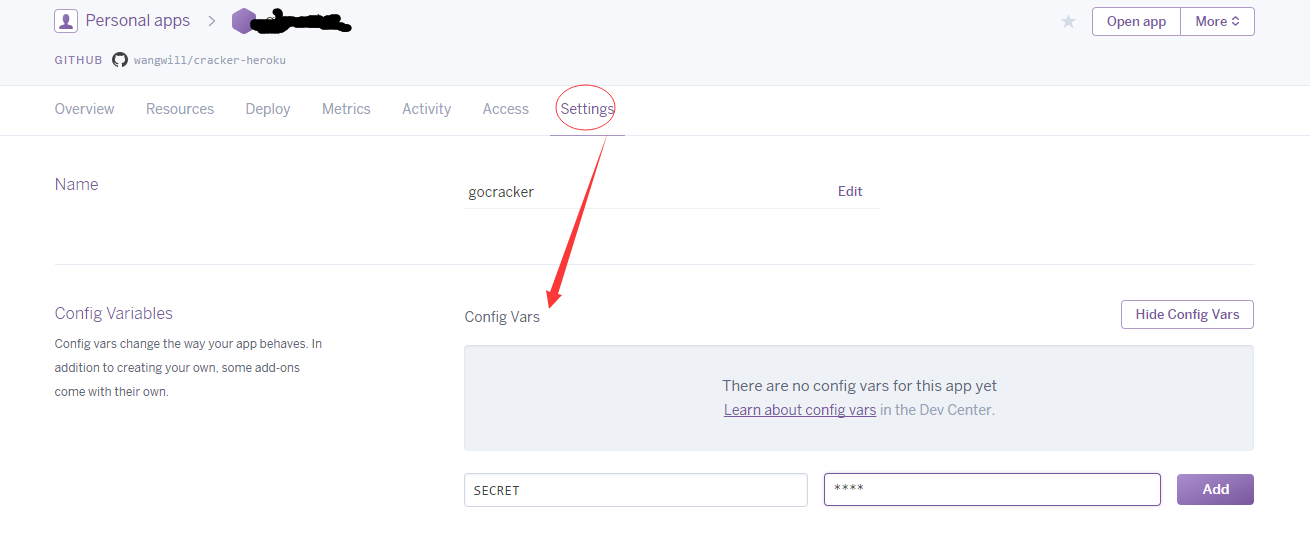 Personal apps >
Open app More
GITHUB wangwill/cracker-heroku
Overview Resources Deploy Metrics Activity Access Settings
Name
gocracker Edit
Config Variables
Config vars change the way your app behaves. In
addition to creating your own, some add-ons
come with their own.
Config Vars
Hide Config Vars
There are no config vars for this app yet
Learn about config vars in the Dev Center.
SECRET **** Add